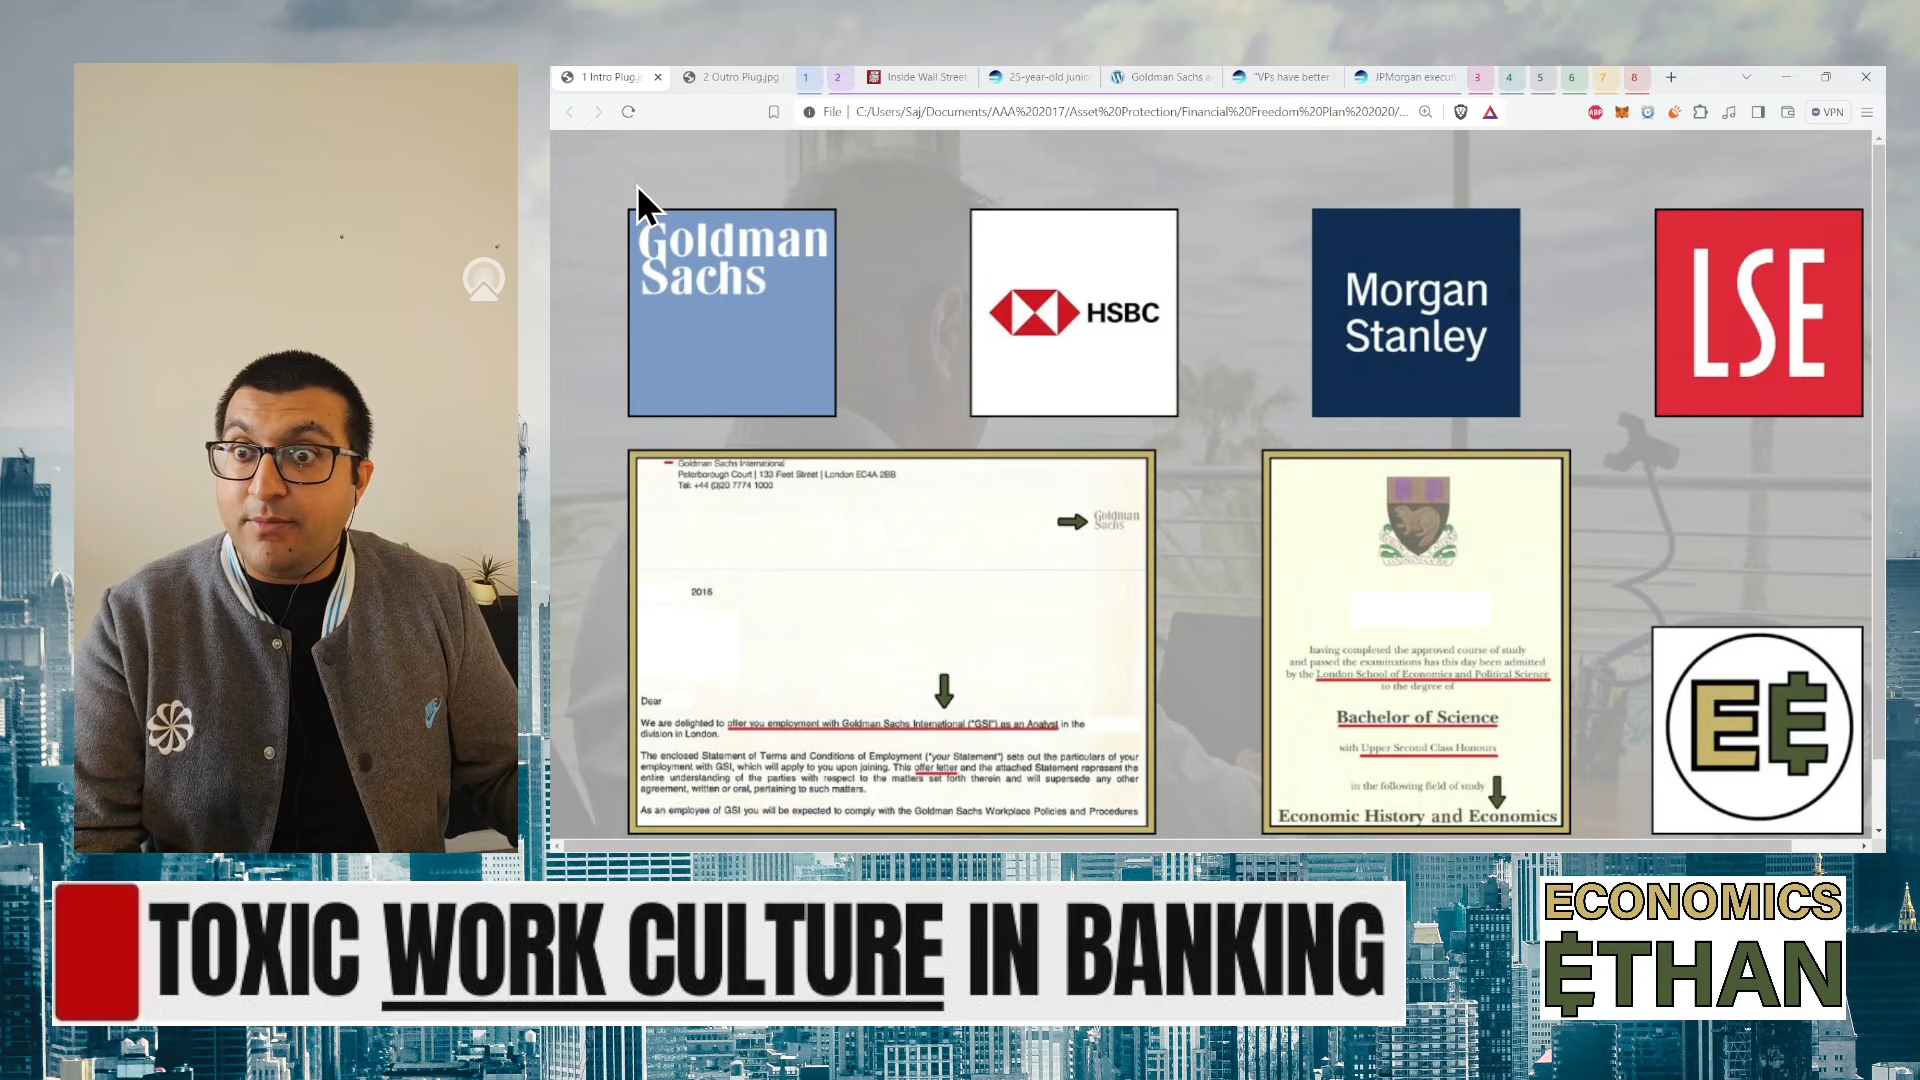 1 Intro Plug.j
2 Outro Plug.jpg
1
2
Inside Wall Street
25-year-old junio
Goldman Sachs a
"VPs have better
JPMorgan execut
3
4
5
6
7
8
File
C:/Users/Saj/Documents/AAA%202017/Asset%20Protection/Financial%20Freedom%20Plan%202020/...
ABP
VPN
Goldman
Sachs
HSBC
Morgan
Stanley
LSE
Goldman Sachs International
Peterborough Court | 133 Fleet Street | London EC4A 2BB
Tel: +44 (0)20 7774 1000
Goldman
Sachs
2016
Dear
We are delighted to offer you employment with Goldman Sachs International ("GSI") as an Analyst in the
division in London.
The enclosed Statement of Terms and Conditions of Employment ("your Statement") sets out the particulars of your
employment with GSI, which will apply to you upon joining. This offer letter and the attached Statement represent the
entire understanding of the parties with respect to the matters set forth therein and will supersede any other
agreement, written or oral, pertaining to such matters.
As an employee of GSI you will be expected to comply with the Goldman Sachs Workplace Policies and Procedures
having completed the approved course of study
and passed the examinations has this day been admitted
by the London School of Economics and Political Science
to the degree of
Bachelor of Science
with Upper Second Class Honours
in the following field of study
Economic History and Economics
EE
TOXIC WORK CULTURE IN BANKING
ECONOMICS
ETHAN